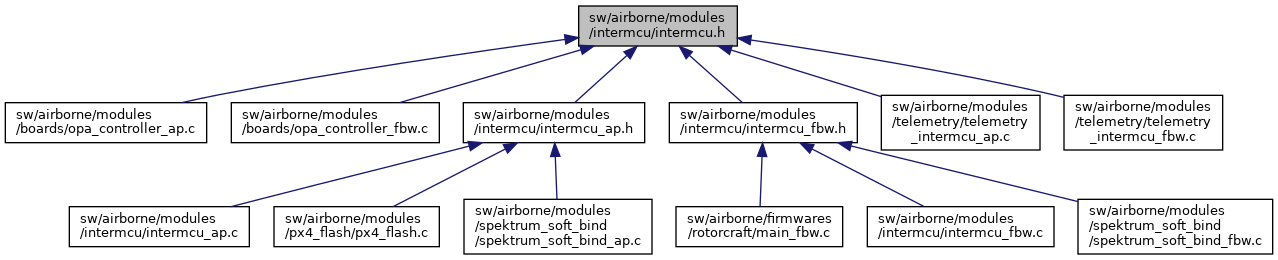 sw/airborne/modules
/intermcu/intermcu.h
sw/airborne/modules
/boards/opa_controller_ap.c
sw/airborne/modules
/boards/opa_controller_fbw.c
sw/airborne/modules
/intermcu/intermcu_ap.h
sw/airborne/modules
/intermcu/intermcu_fbw.h
sw/airborne/modules
/telemetry/telemetry
_intermcu_ap.c
sw/airborne/modules
/telemetry/telemetry
_intermcu_fbw.c
sw/airborne/modules
/intermcu/intermcu_ap.c
sw/airborne/modules
/px4_flash/px4_flash.c
sw/airborne/modules
/spektrum_soft_bind
/spektrum_soft_bind_ap.c
sw/airborne/firmwares
/rotorcraft/main_fbw.c
sw/airborne/modules
/intermcu/intermcu_fbw.c
sw/airborne/modules
/spektrum_soft_bind
/spektrum_soft_bind_fbw.c